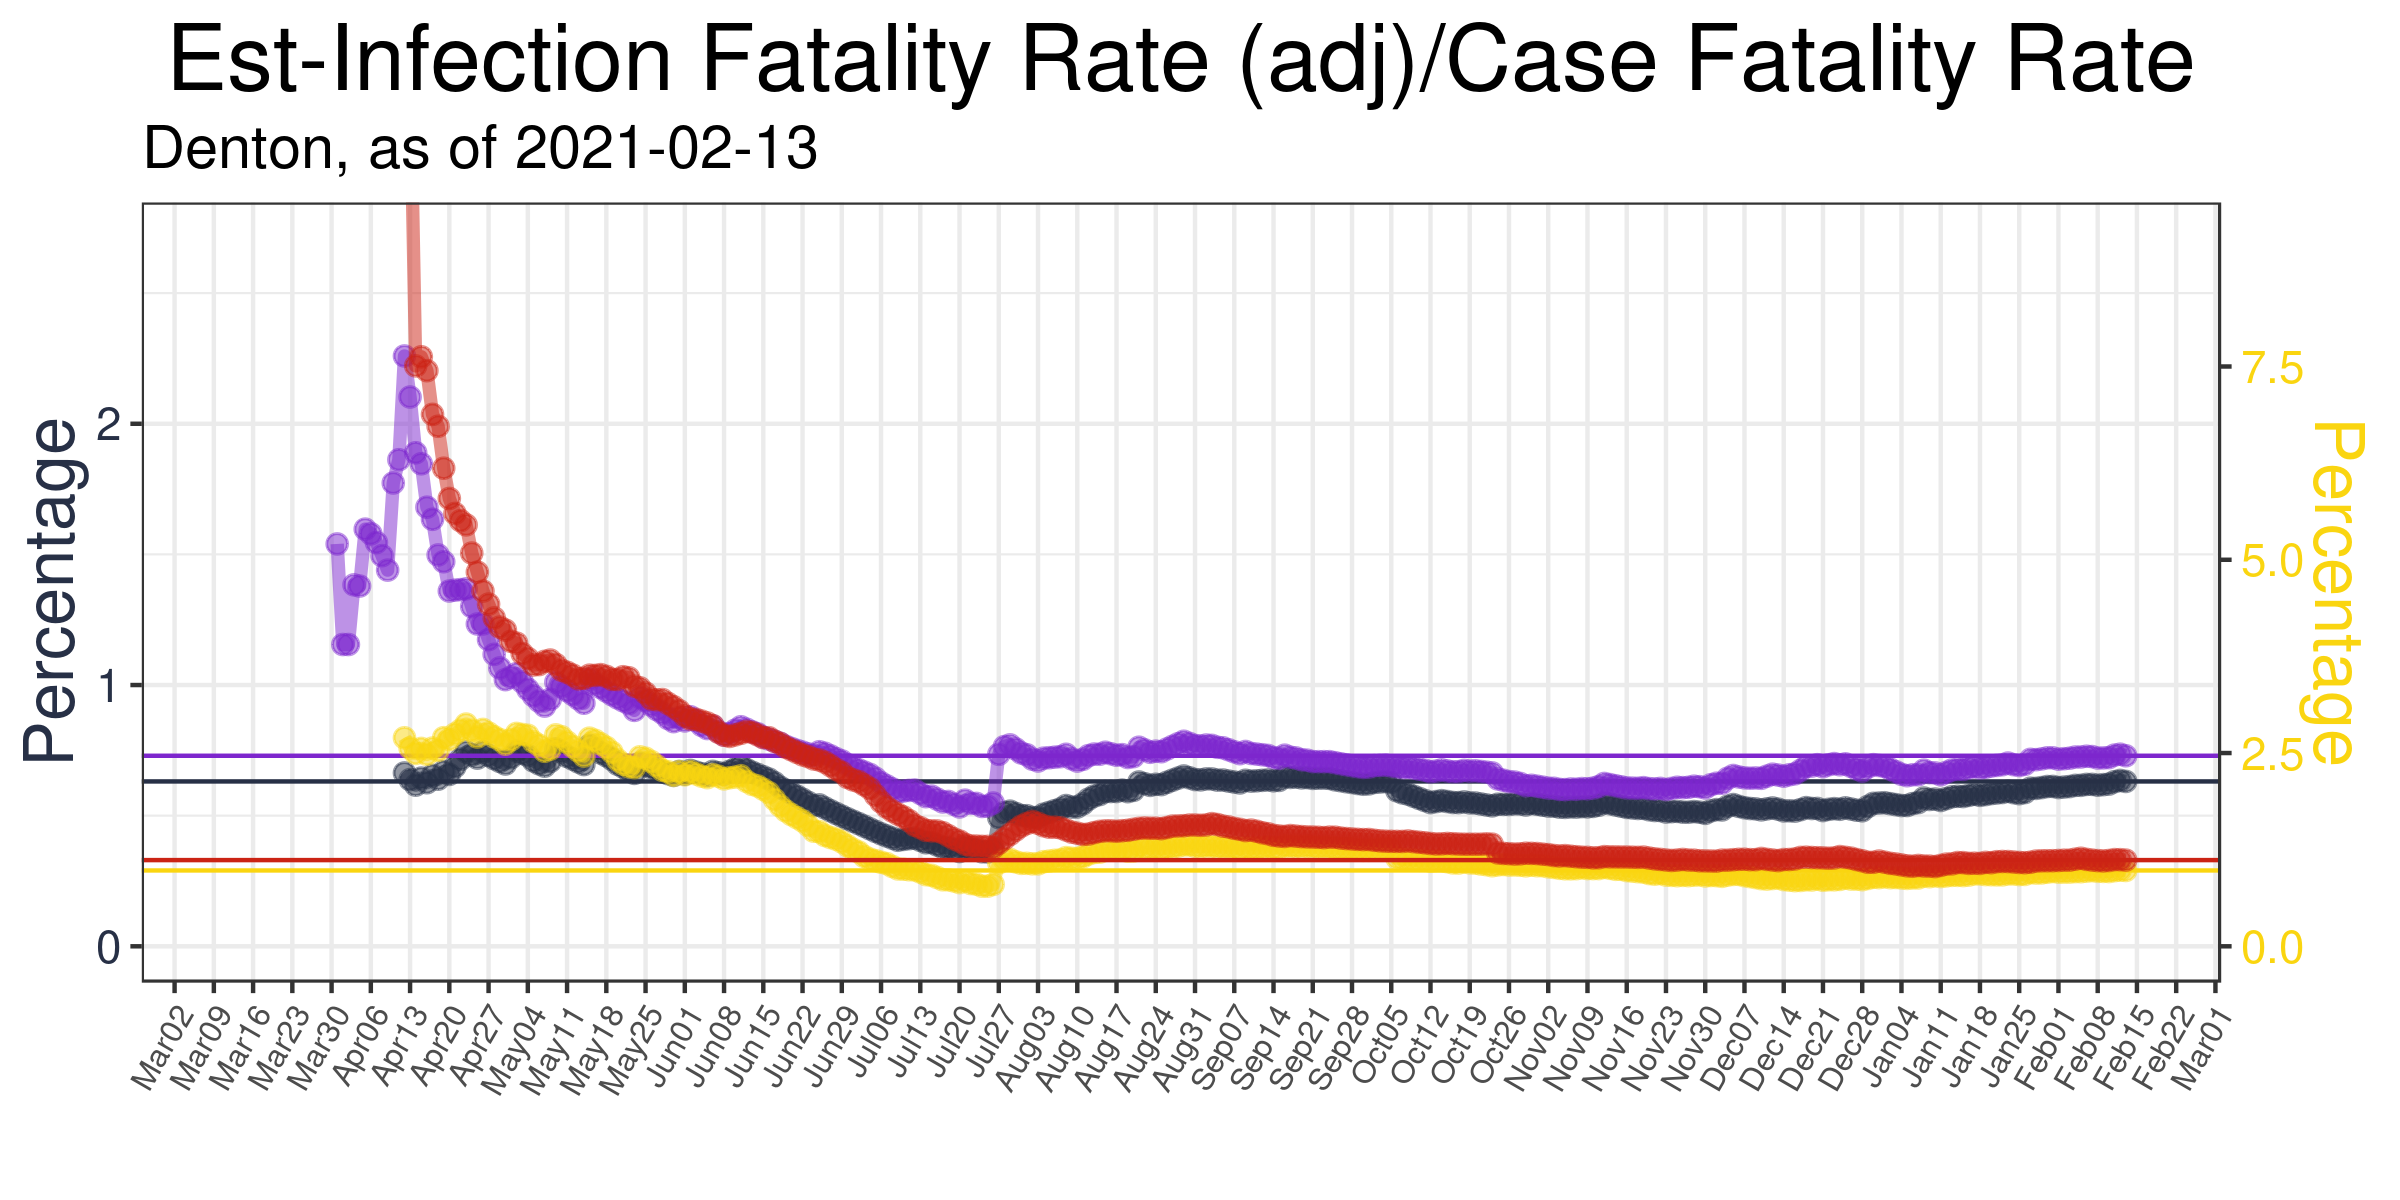 Est-Infection Fatality Rate (adj)/Case Fatality Rate
Denton, as of 2021-02-13
Percentage
2
1
0
7.5
5.0
2.5
0.0
Percentage
Mar02
Mar09
Mar16
Mar23
Mar30
Apr06
Apr13
Apr20
Apr27
May04
May11
May18
May25
Jun01
Jun08
Jun15
Jun22
Jun29
Jul06
Jul13
Jul20
Jul27
Aug03
Aug10
Aug17
Aug24
Aug31
Sep07
Sep14
Sep21
Sep28
Oct05
Oct12
Oct19
Oct26
Nov02
Nov09
Nov16
Nov23
Nov30
Dec07
Dec14
Dec21
Dec28
Jan04
Jan11
Jan18
Jan25
Feb01
Feb08
Feb15
Feb22
Mar01